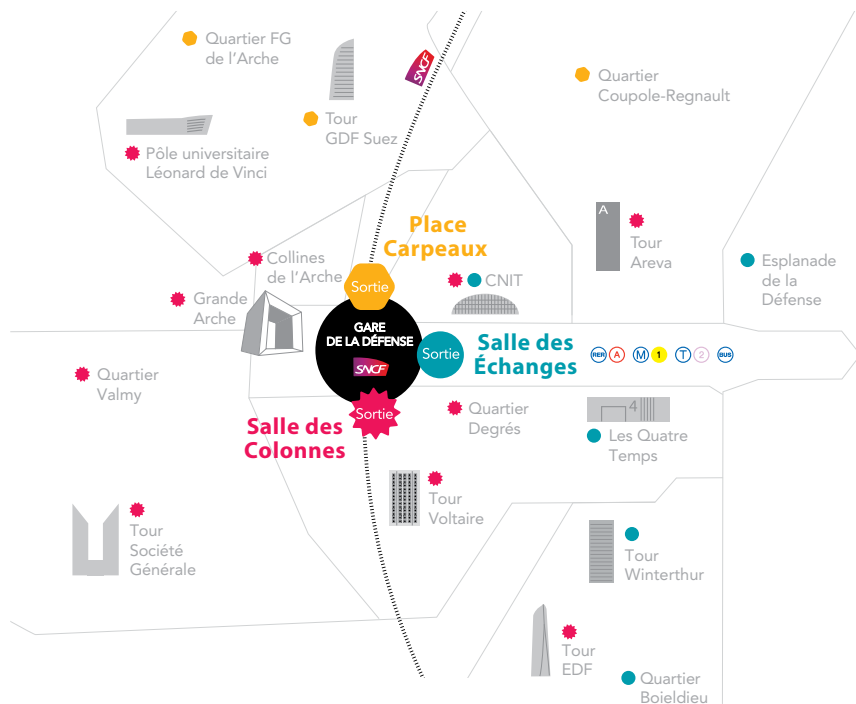 Quartier FG
de l'Arche
SNCF
Quartier
Coupole-Regnault
Tour
GDF Suez
Pôle universitaire
Léonard de Vinci
A
Tour
Areva
Place
Carpeaux
Collines
de l'Arche
Esplanade
de la
Défense
Sortie
CNIT
Grande
Arche
GARE
DE LA DÉFENSE
SNCF
Sortie
Salle des
Échanges
RER A M 1 T 2 BUS
Quartier
Valmy
Sortie
Salle des
Colonnes
Quartier
Degrés
4
Les Quatre
Temps
Tour
Voltaire
Tour
Société
Générale
Tour
Winterthur
Tour
EDF
Quartier
Boieldieu